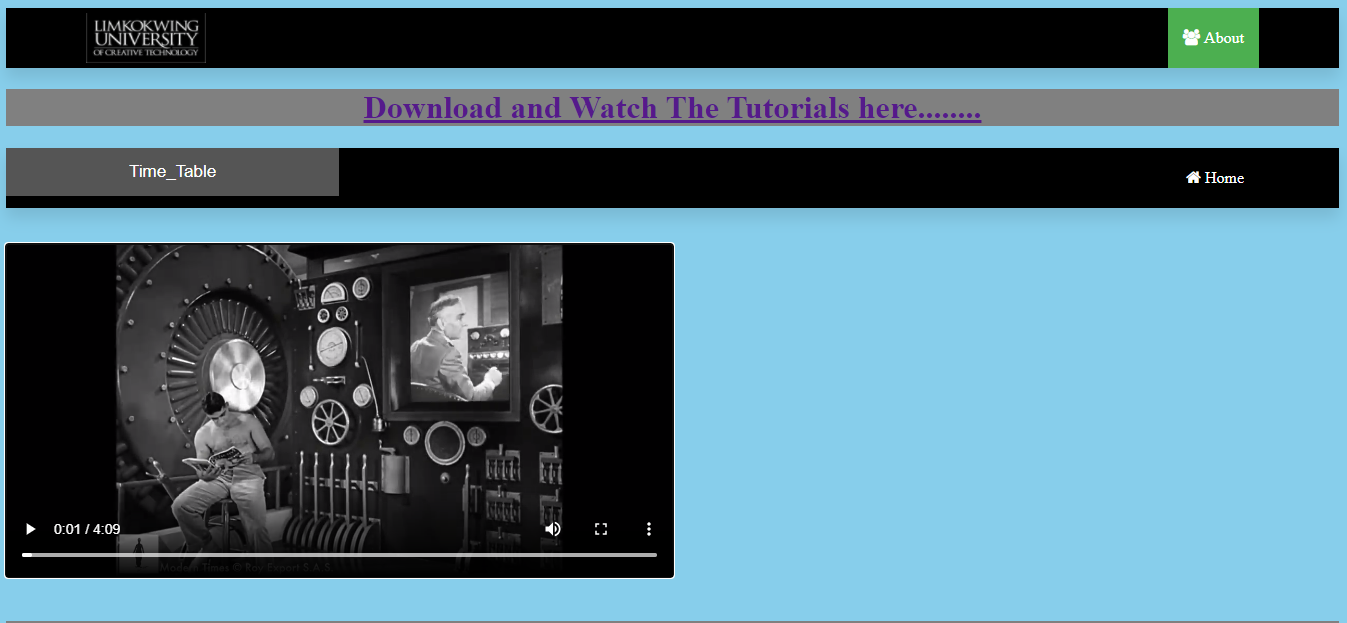 LIMKOKWING
UNIVERSITY
OF CREATIVE TECHNOLOGY
About
Download and Watch The Tutorials here........
Time_Table
Home
0:01 / 4:09
Modern Times © Roy Export S.A.S.